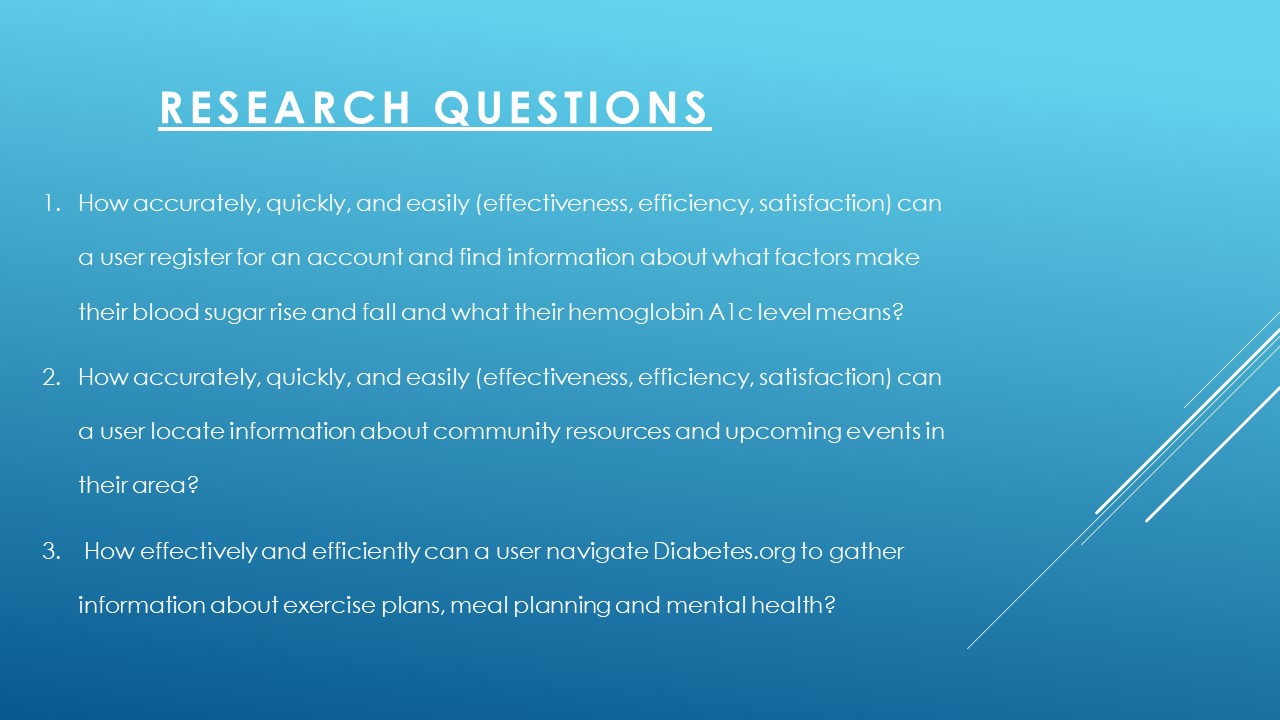 RESEARCH QUESTIONS
1. How accurately, quickly, and easily (effectiveness, efficiency, satisfaction) can
a user register for an account and find information about what factors make
their blood sugar rise and fall and what their hemoglobin A1c level means?
2. How accurately, quickly, and easily (effectiveness, efficiency, satisfaction) can
a user locate information about community resources and upcoming events in
their area?
3. How effectively and efficiently can a user navigate Diabetes.org to gather
information about exercise plans, meal planning and mental health?